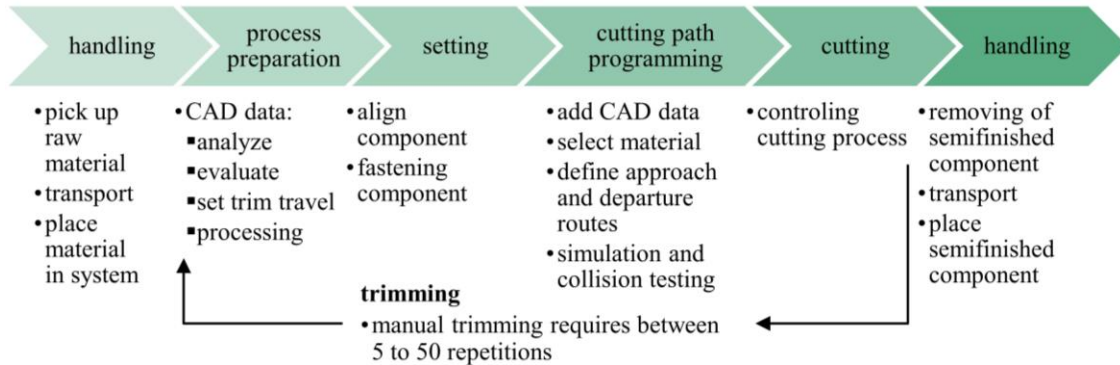 handling
process
preparation
setting
cutting path
programming
cutting
handling
•pick up
raw
material
•transport
•place
material
in system
•CAD data:
▪analyze
▪evaluate
▪set trim travel
▪processing
•align
component
•fastening
component
•add CAD data
•select material
•define approach
and departure
routes
•simulation and
collision testing
•controling
cutting process
•removing of
semifinished
component
•transport
•place
semifinished
component
trimming
•manual trimming requires between
5 to 50 repetitions